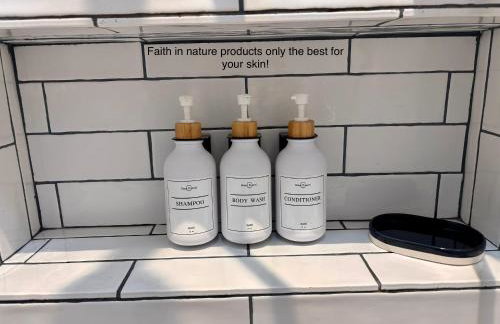 Faith in nature products only the best for
your skin!
SHAMPOO
BODY WASH
CONDITIONER